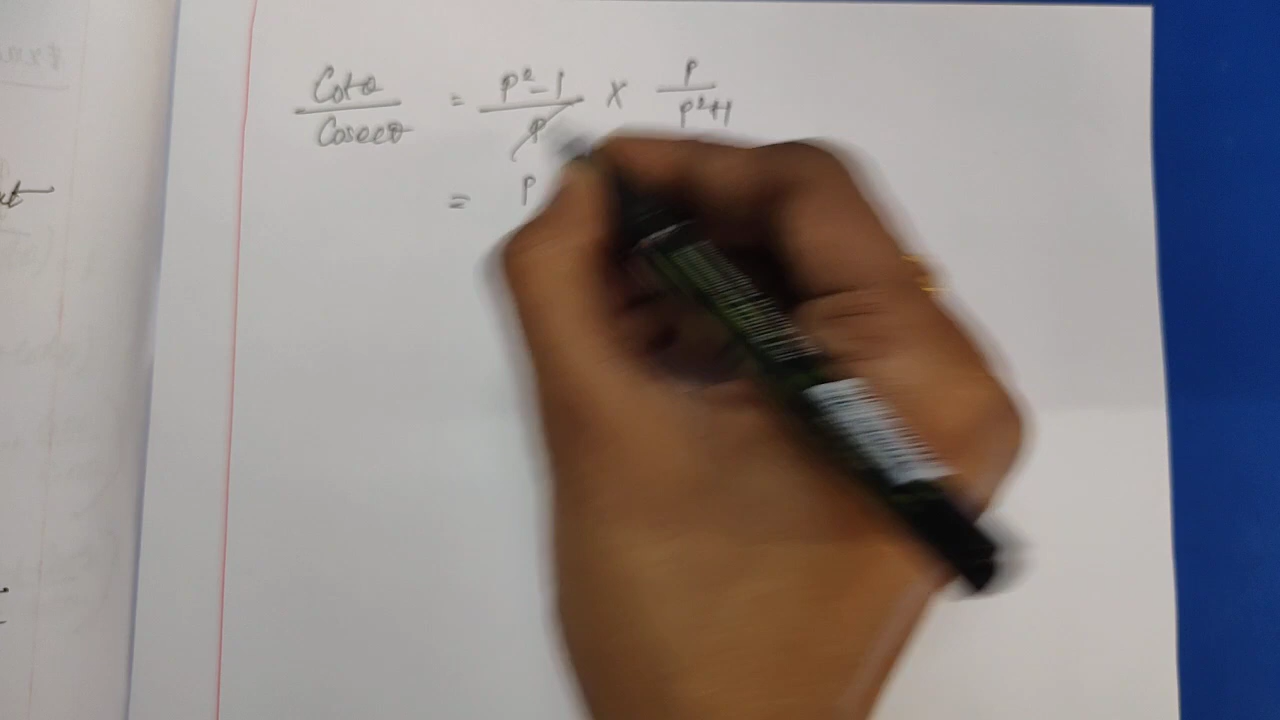 Cotθ / Cosecθ = p²-1 / p × p / p²+1
= p